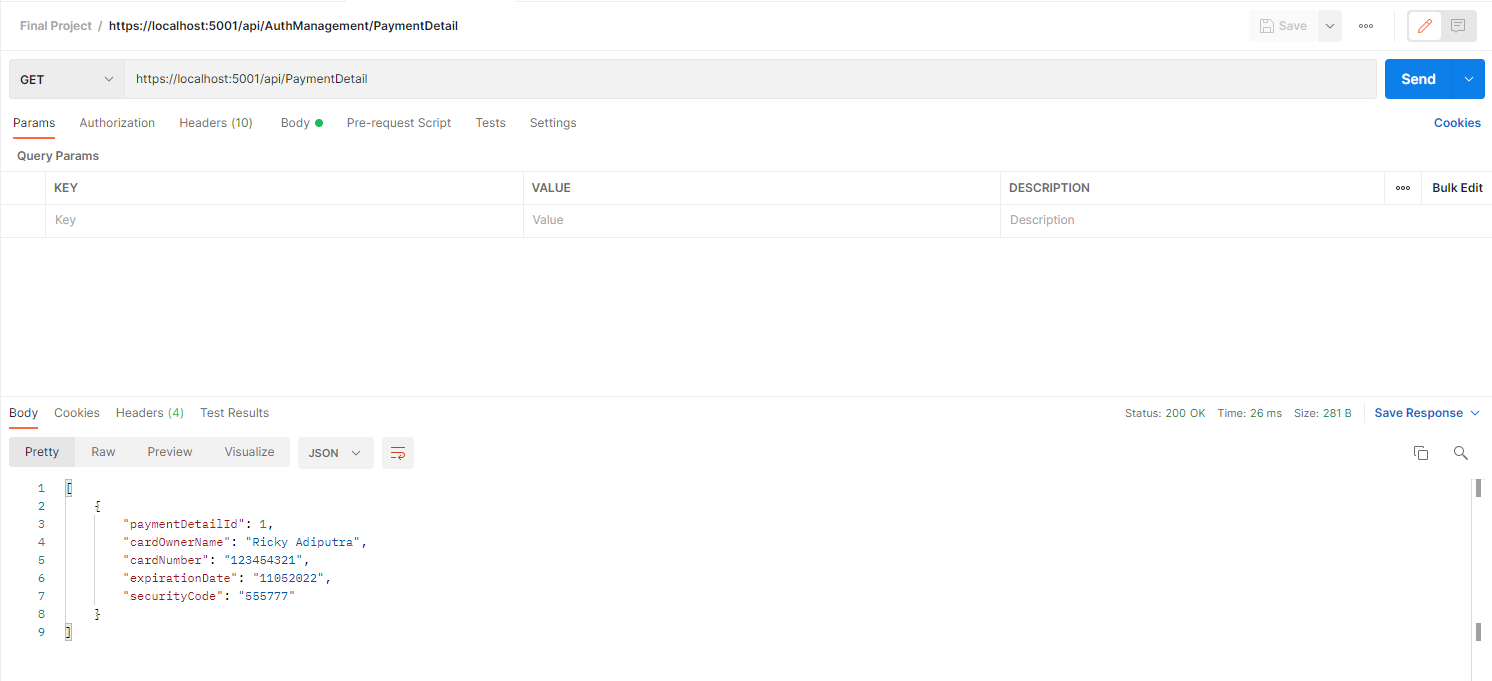 Final Project / https://localhost:5001/api/AuthManagement/PaymentDetail
Save
GET https://localhost:5001/api/PaymentDetail Send
Params Authorization Headers (10) Body Pre-request Script Tests Settings Cookies
Query Params
KEY VALUE DESCRIPTION Bulk Edit
Key Value Description
Body Cookies Headers (4) Test Results Status: 200 OK Time: 26 ms Size: 281 B Save Response
Pretty Raw Preview Visualize JSON
1 [
2 {
3 "paymentDetailId": 1,
4 "cardOwnerName": "Ricky Adiputra",
5 "cardNumber": "123454321",
6 "expirationDate": "11052022",
7 "securityCode": "555777"
8 }
9 ]